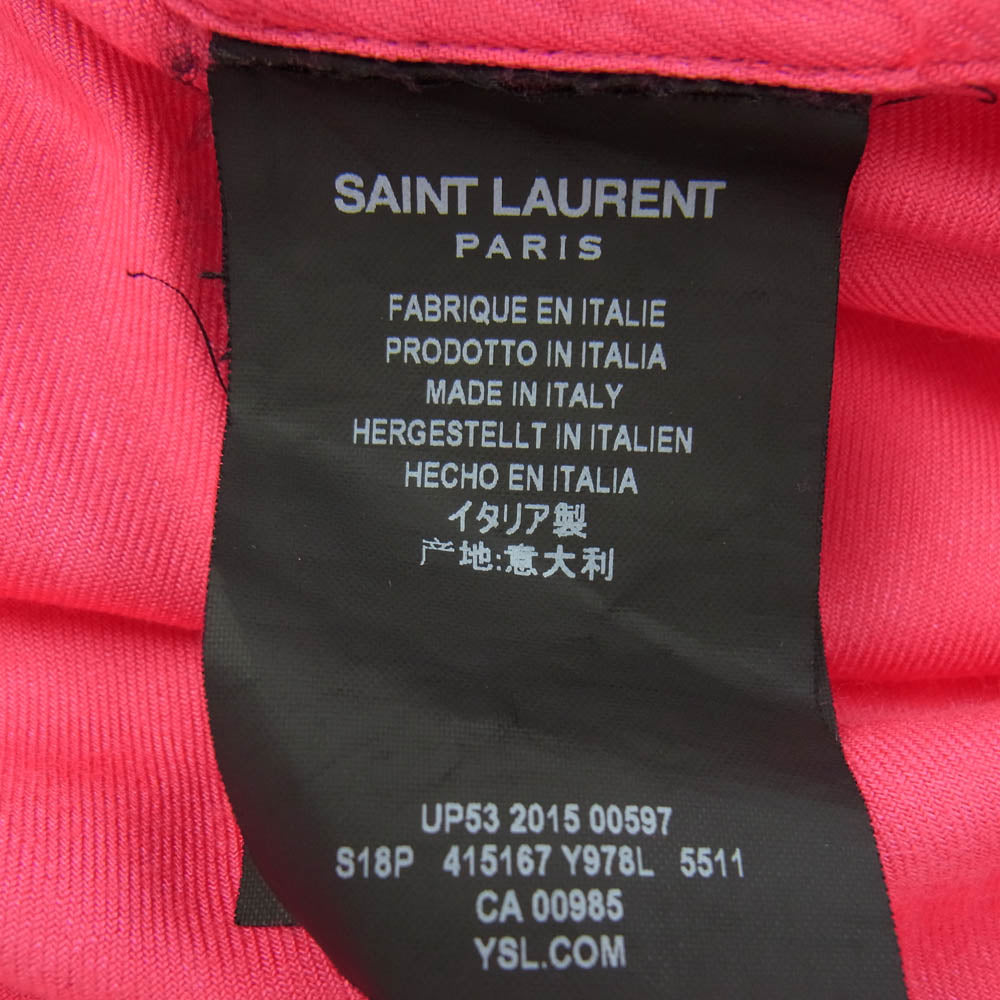 SAINT LAURENT
PARIS
FABRIQUE EN ITALIE
PRODOTTO IN ITALIA
MADE IN ITALY
HERGESTELLT IN ITALIEN
HECHO EN ITALIA
イタリア製
产地:意大利
UP53 2015 00597
S18P 415167 Y978L 5511
CA 00985
YSL.COM